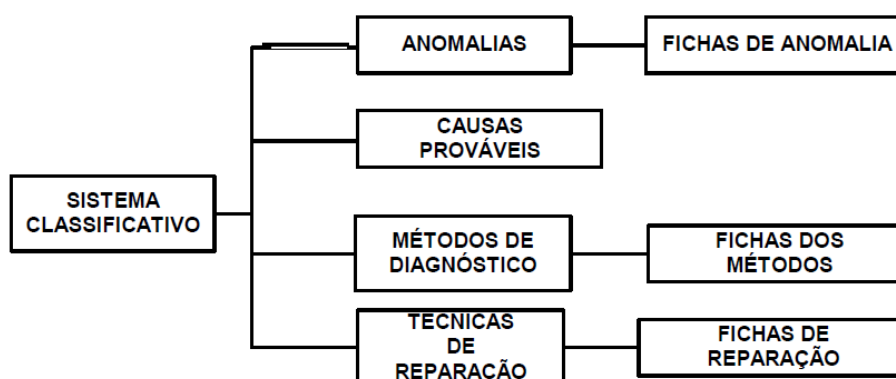 ANOMALIAS
FICHAS DE ANOMALIA
CAUSAS
PROVÁVEIS
SISTEMA
CLASSIFICATIVO
MÉTODOS DE
DIAGNÓSTICO
FICHAS DOS
MÉTODOS
TECNICAS
DE
REPARAÇÃO
FICHAS DE
REPARAÇÃO